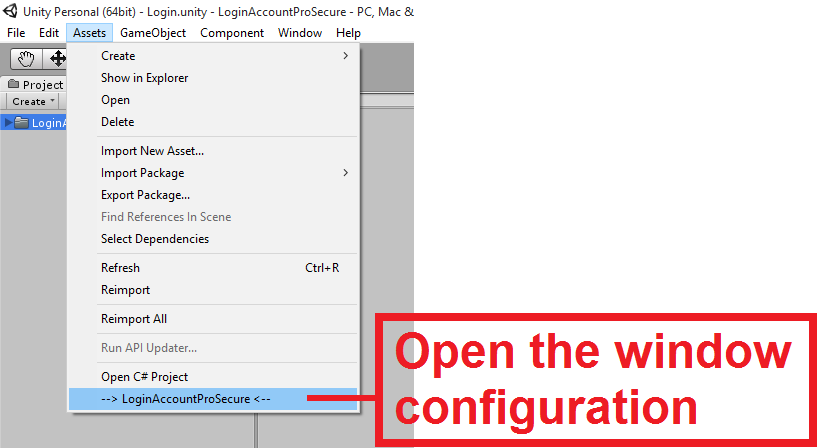 Unity Personal (64bit) - Login.unity - LoginAccountProSecure - PC, Mac &
File Edit Assets GameObject Component Window Help
Create
Show in Explorer
Project
Open
Create
Delete
LoginA
Import New Asset...
Import Package
Export Package...
Find References In Scene
Select Dependencies
Refresh Ctrl+R
Reimport
Reimport All
Run API Updater...
Open C# Project
--> LoginAccountProSecure <--
Open the window
configuration